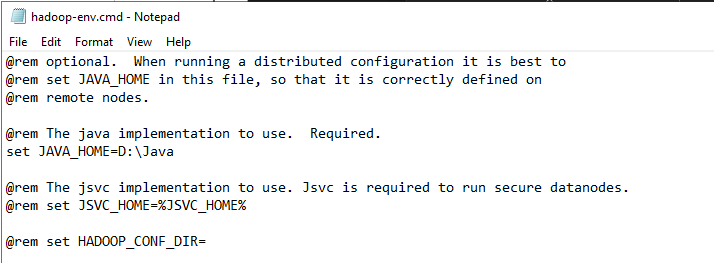 hadoop-env.cmd - Notepad
File Edit Format View Help
@rem optional.  When running a distributed configuration it is best to
@rem set JAVA_HOME in this file, so that it is correctly defined on
@rem remote nodes.
@rem The java implementation to use.  Required.
set JAVA_HOME=D:\Java
@rem The jsvc implementation to use. Jsvc is required to run secure datanodes.
@rem set JSVC_HOME=%JSVC_HOME%
@rem set HADOOP_CONF_DIR=